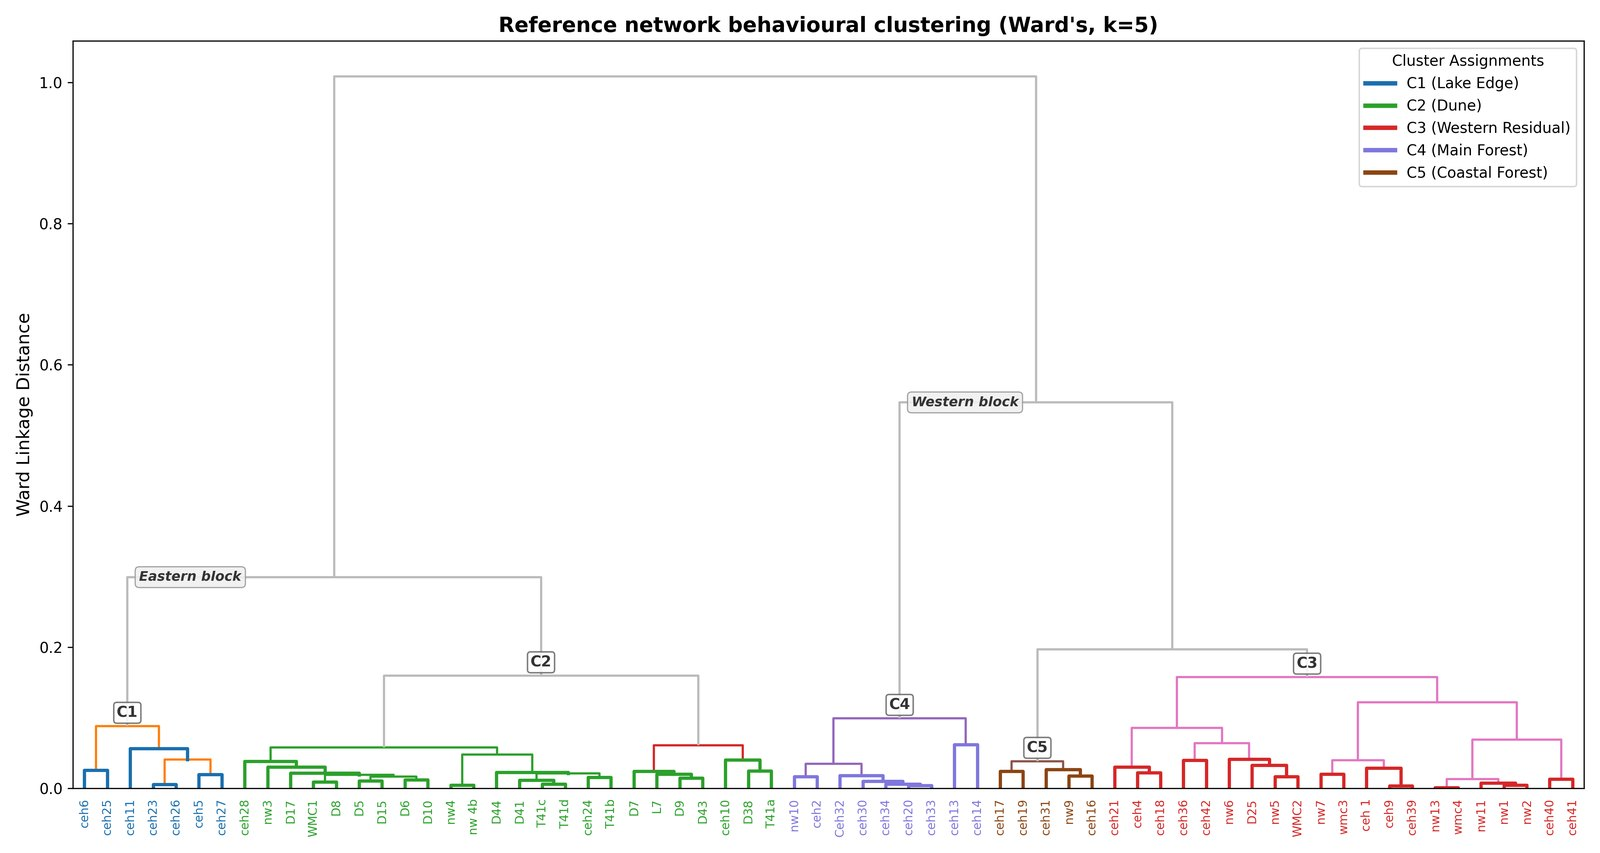 Reference network behavioural clustering (Ward's, k=5)
Cluster Assignments
C1 (Lake Edge)
C2 (Dune)
C3 (Western Residual)
C4 (Main Forest)
C5 (Coastal Forest)
Ward Linkage Distance
1.0
0.8
0.6
0.4
0.2
0.0
Western block
Eastern block
C2
C3
C4
C1
C5
ceh6
ceh25
ceh11
ceh23
ceh26
ceh5
ceh27
ceh28
nw3
D17
WMC1
D8
D5
D15
D6
D10
nw4
nw 4b
D44
D41
T41c
T41d
ceh24
T41b
D7
L7
D9
D43
ceh10
D38
T41a
nw10
ceh2
Ceh32
ceh30
ceh34
ceh20
ceh33
ceh13
ceh14
ceh17
ceh19
ceh31
nw9
ceh16
ceh21
ceh4
ceh18
ceh36
ceh42
nw6
D25
nw5
WMC2
nw7
wmc3
ceh 1
ceh9
ceh39
nw13
wmc4
nw11
nw1
nw2
ceh40
ceh41